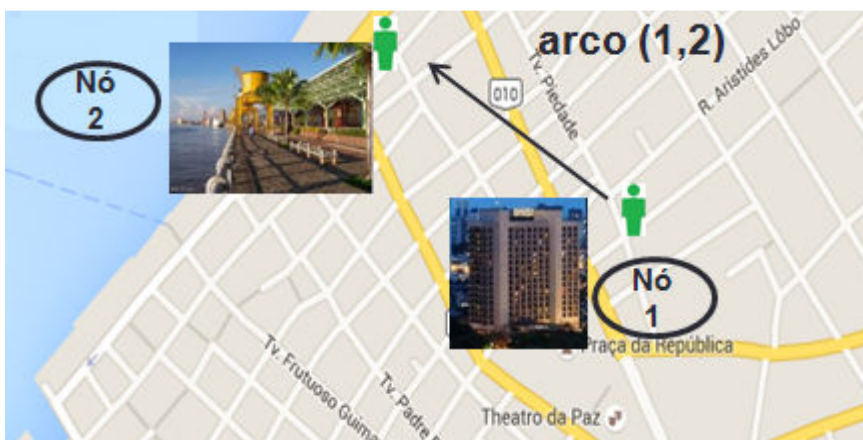 arco (1,2)
Nó
2
010
Tv. Piedade
R. Aristides Lôbo
Nó
1
Praça da República
Tv. Frutuoso Guima
Tv. Padre
Theatro da Paz